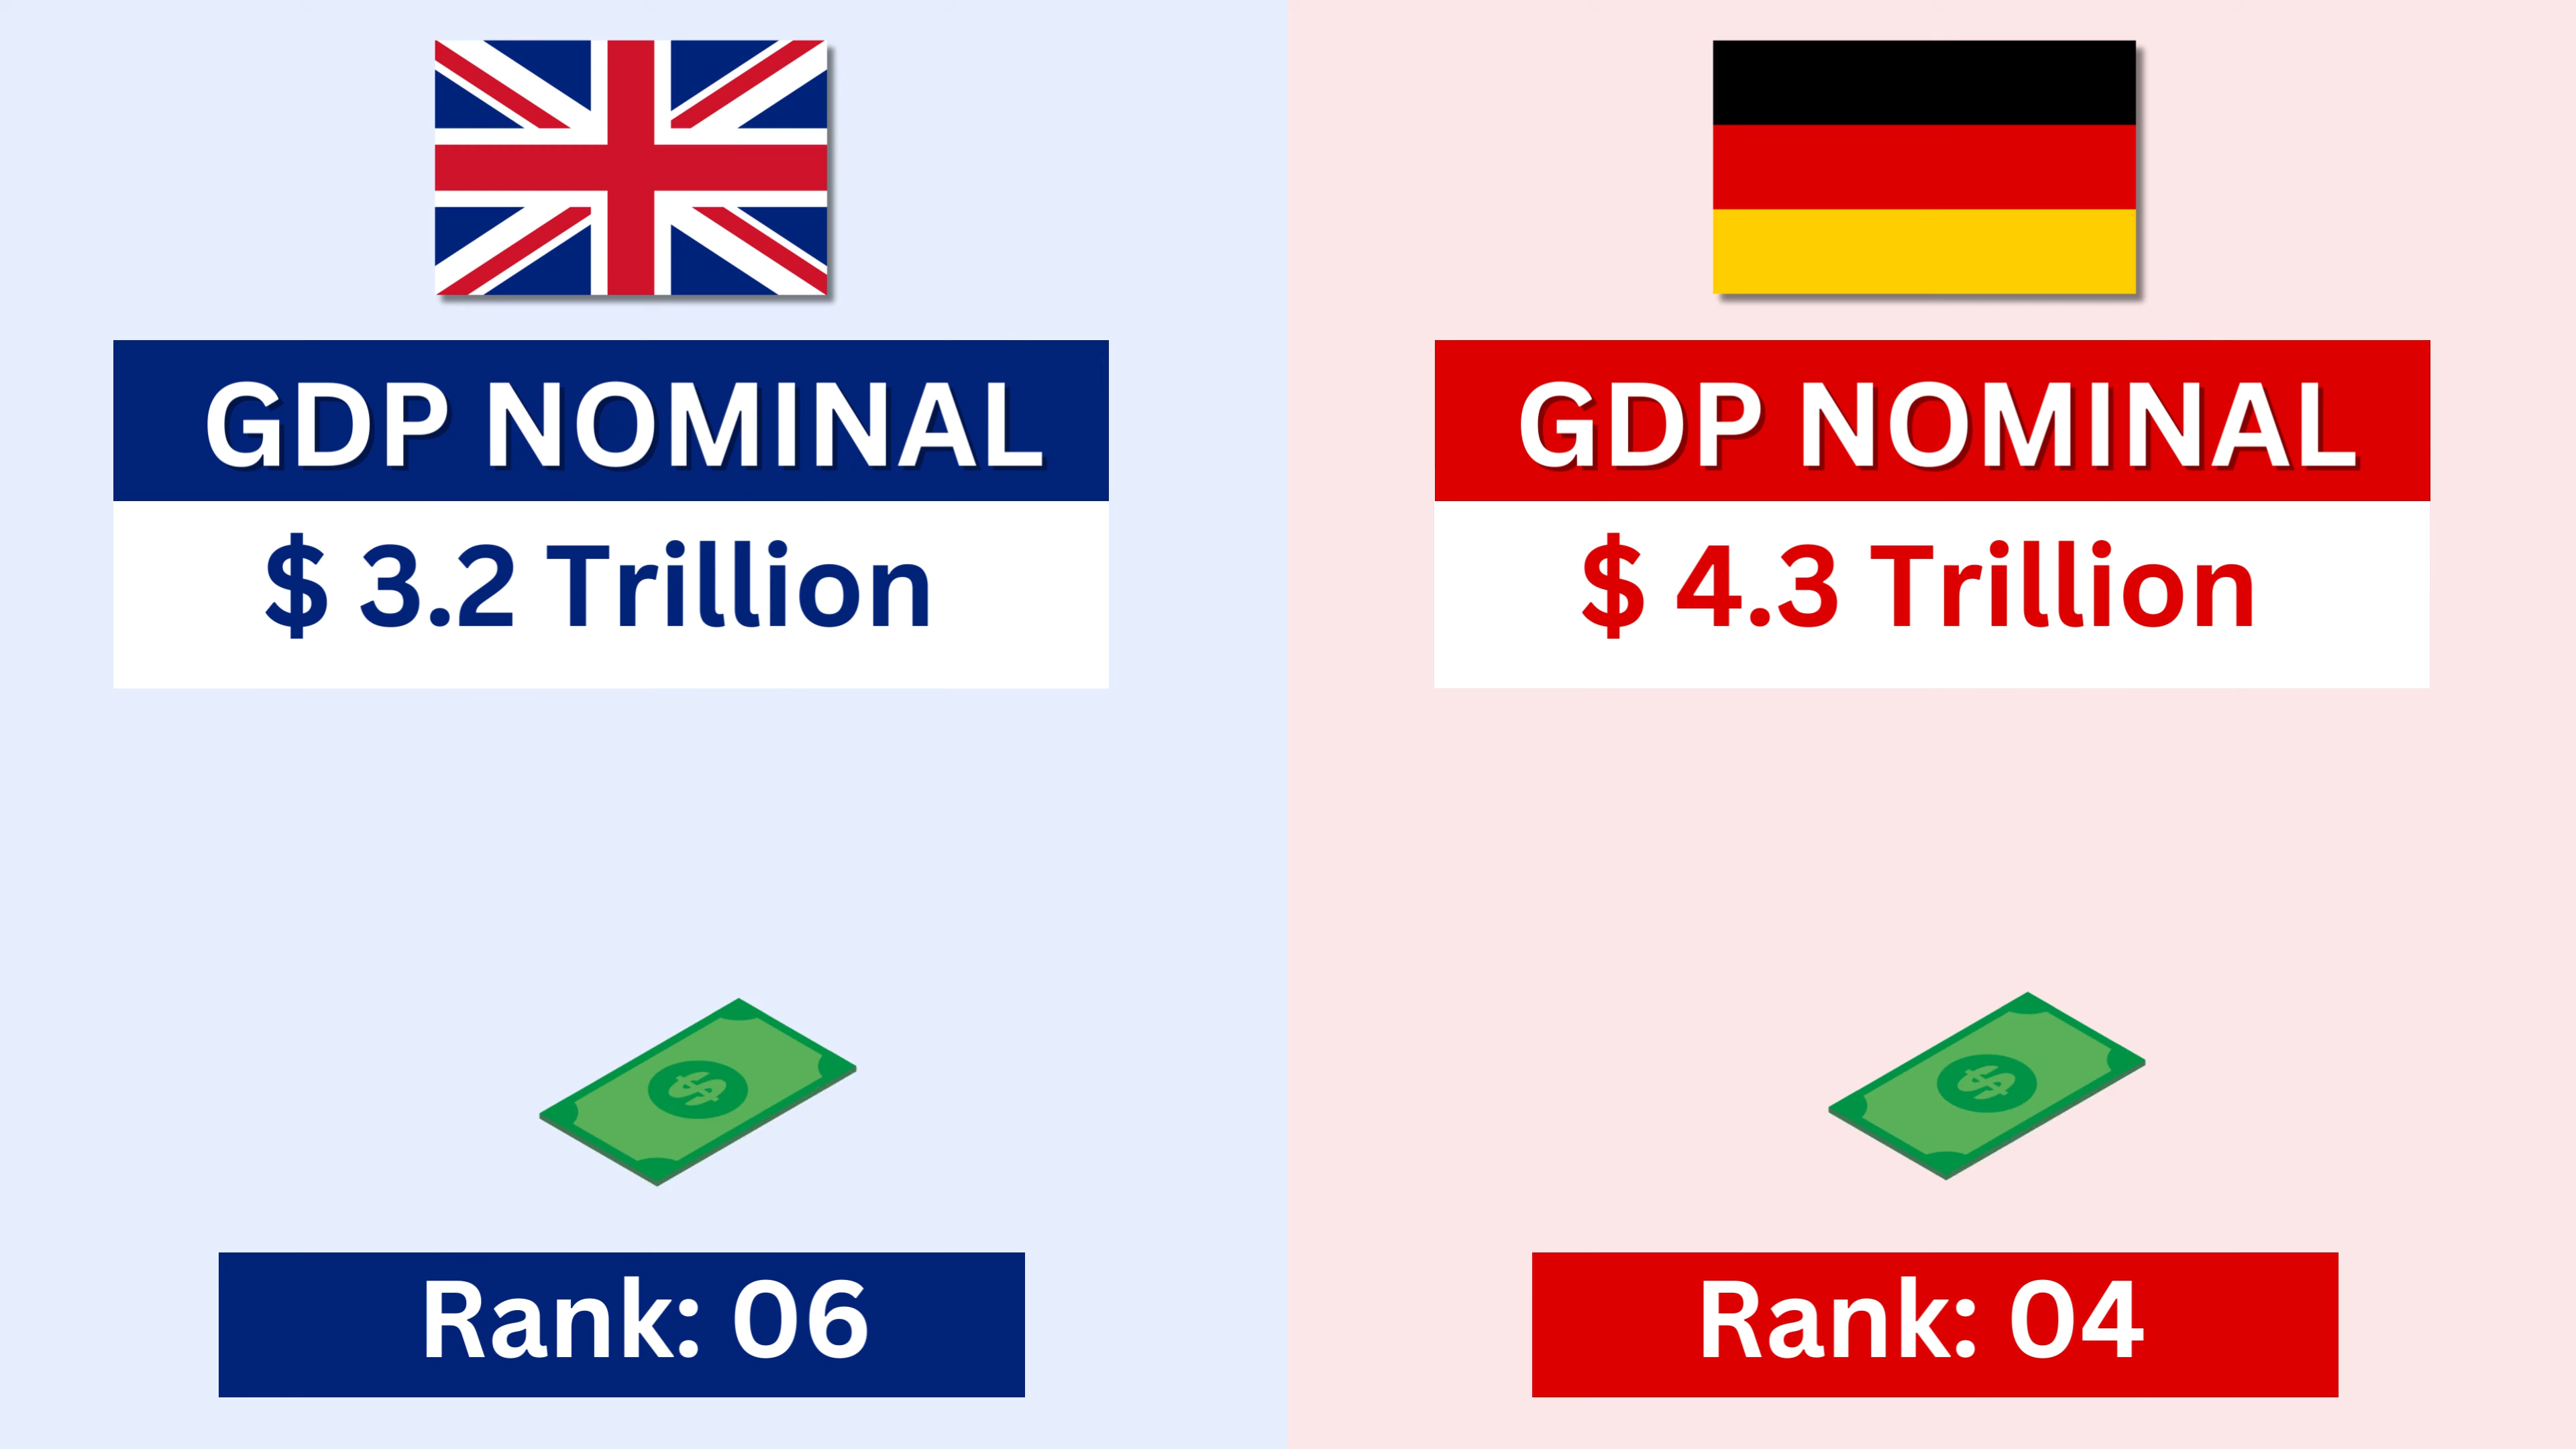 GDP NOMINAL
$ 3.2 Trillion
$
Rank: 06
GDP NOMINAL
$ 4.3 Trillion
$
Rank: 04